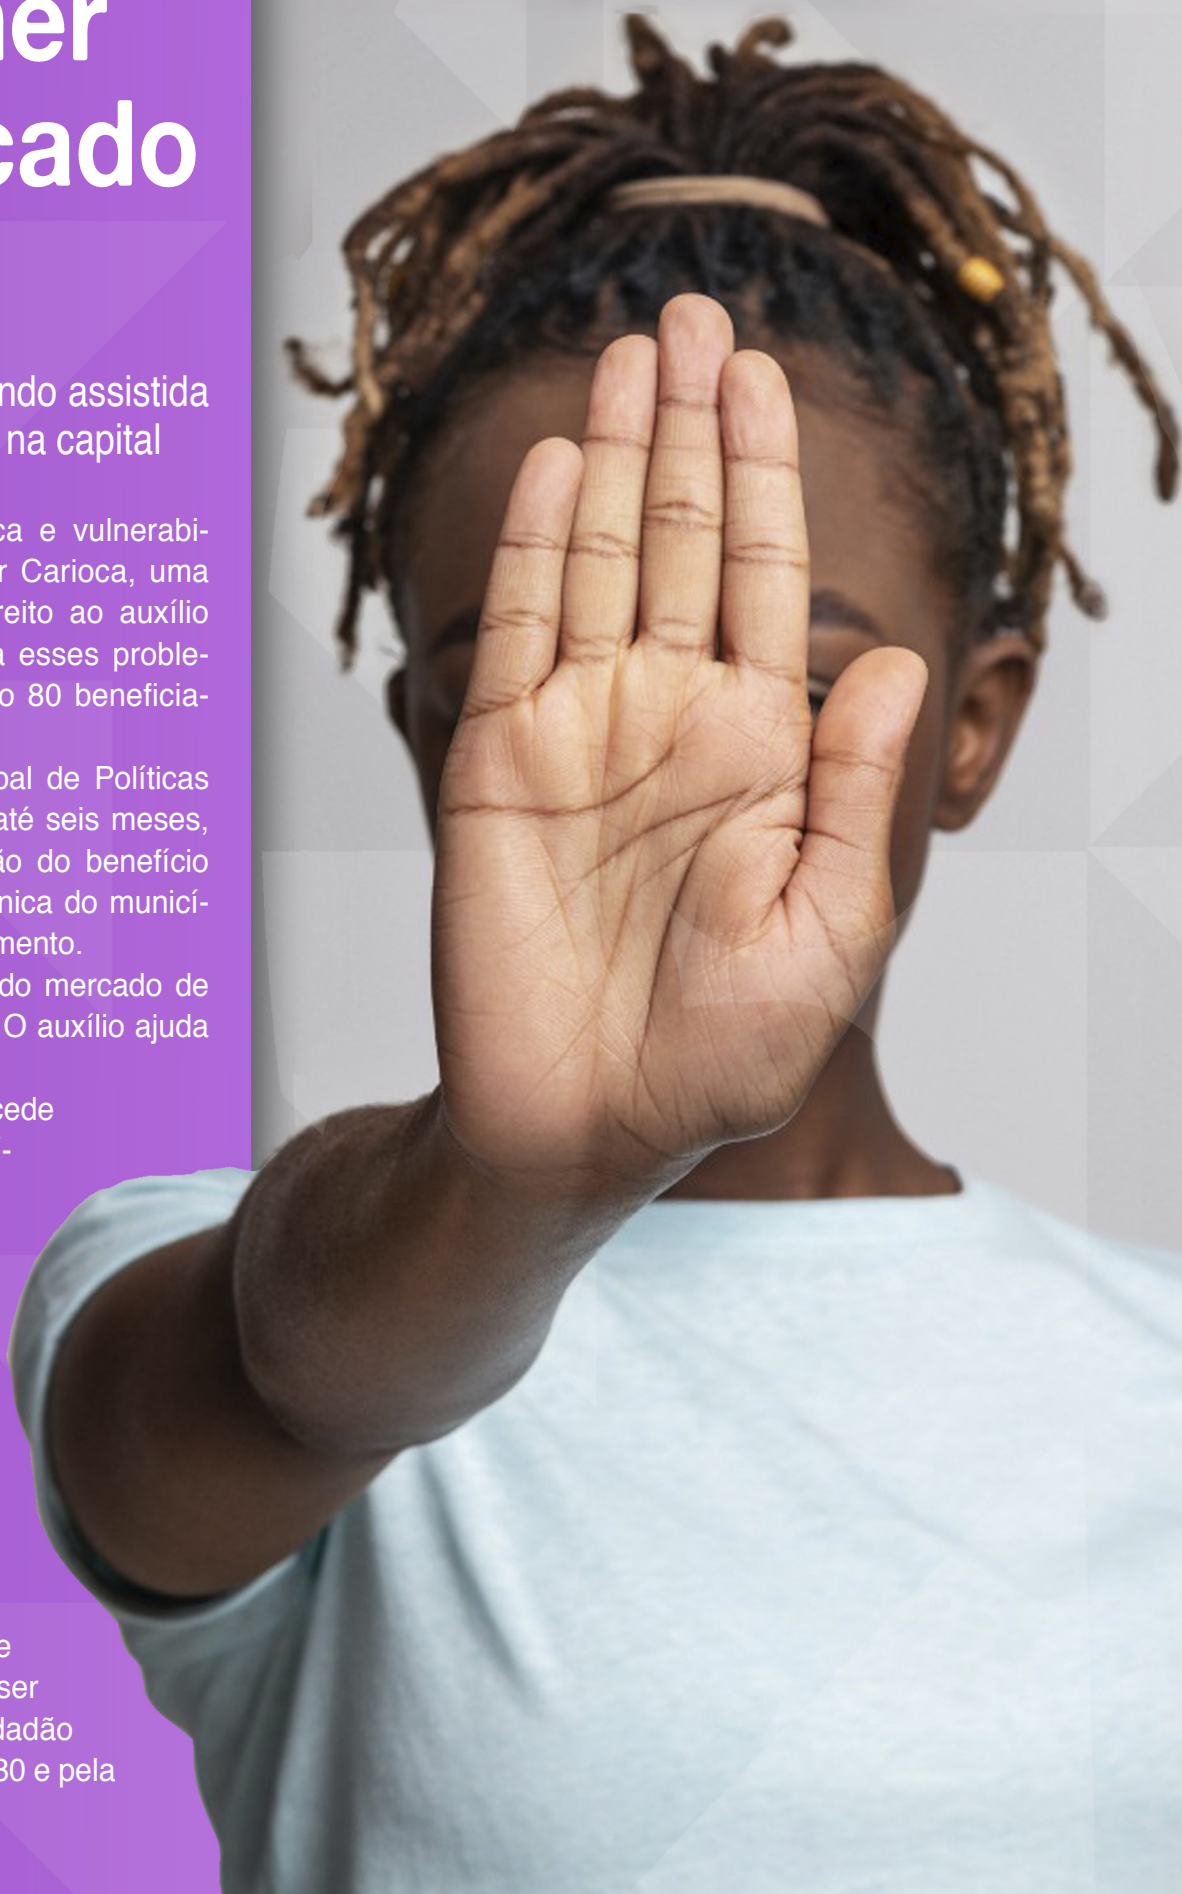 her
cado
ndo assistida
na capital
ca e vulnerabi-
r Carioca, uma
reito ao auxílio
a esses proble-
o 80 beneficia-
pal de Políticas
até seis meses,
ão do benefício
nica do municí-
mento.
do mercado de
O auxílio ajuda
cede
í-
e
ser
dadão
30 e pela